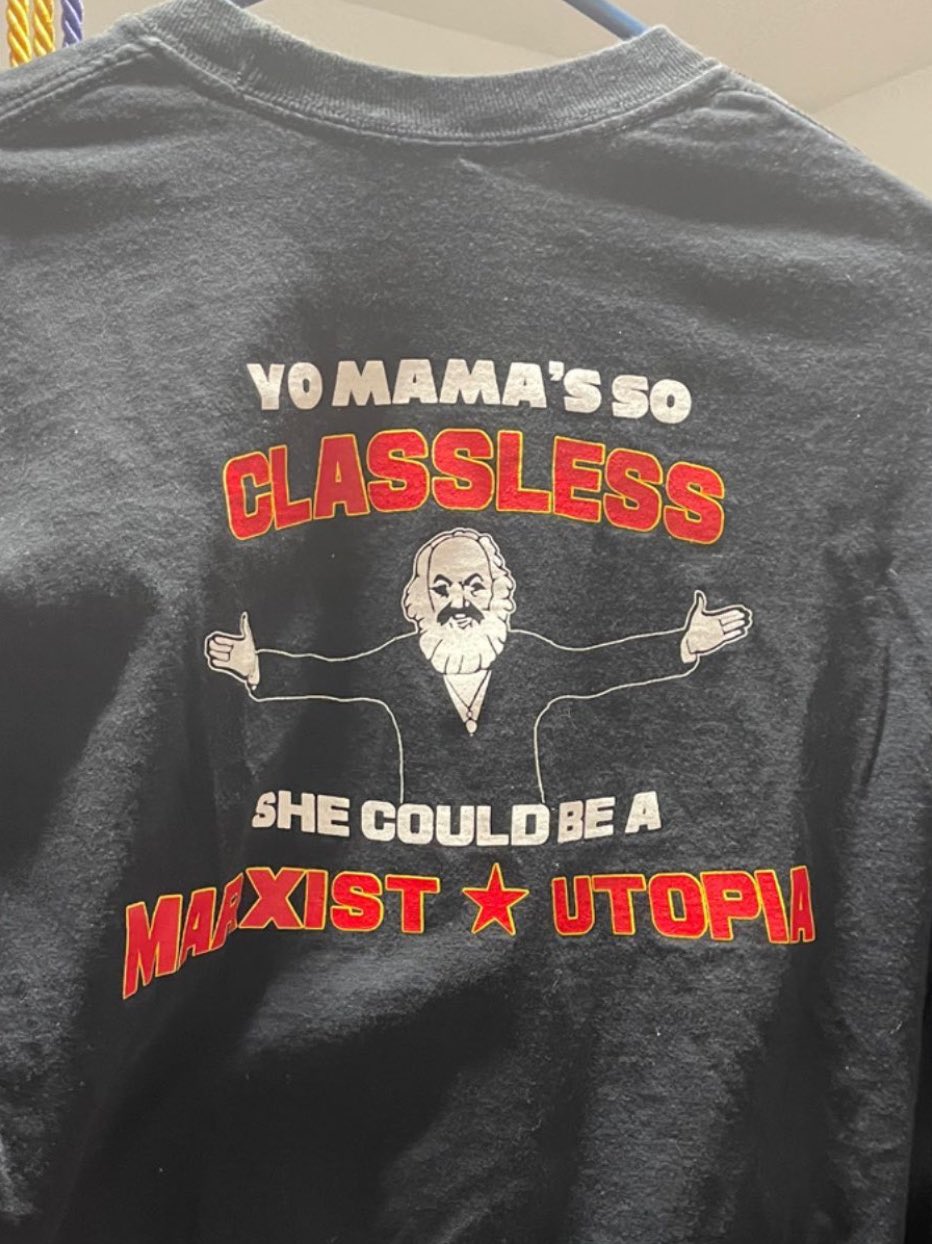 YO MAMA'S SO
CLASSLESS
SHE COULD BE A
MARXIST ★ UTOPIA